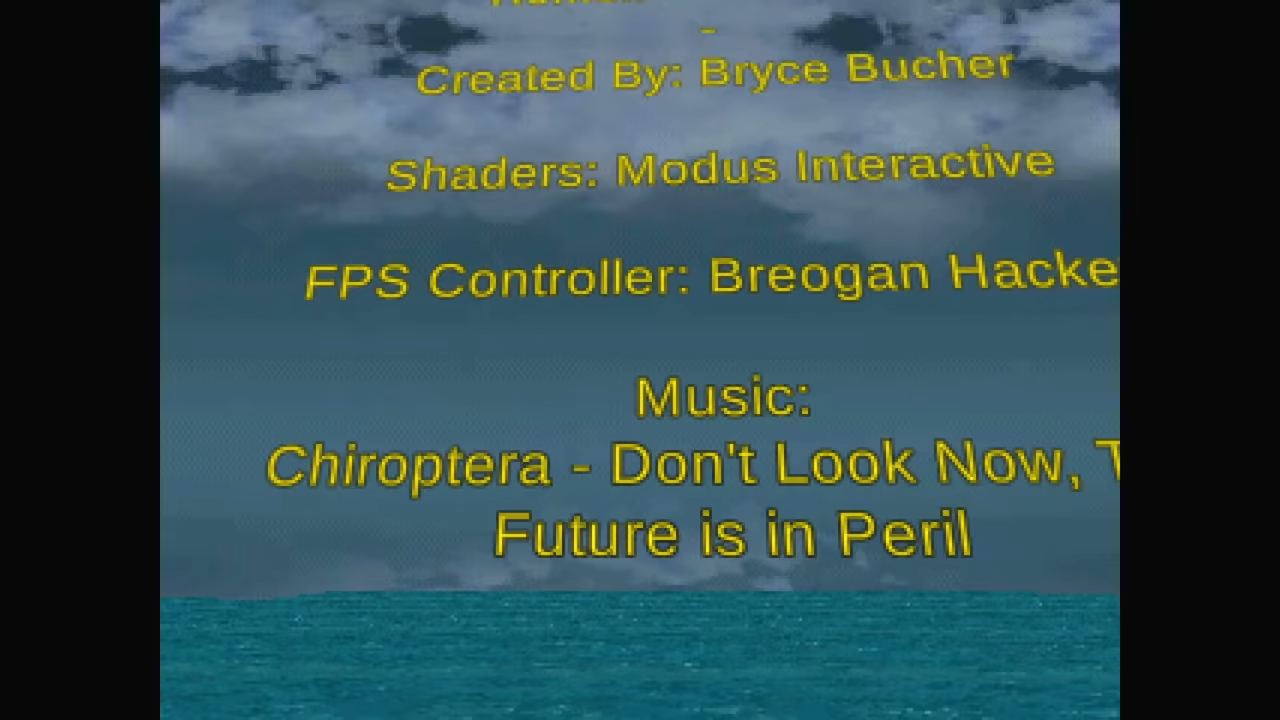 -
Created By: Bryce Bucher
Shaders: Modus Interactive
FPS Controller: Breogan Hacke
Music:
Chiroptera - Don't Look Now, T
Future is in Peril